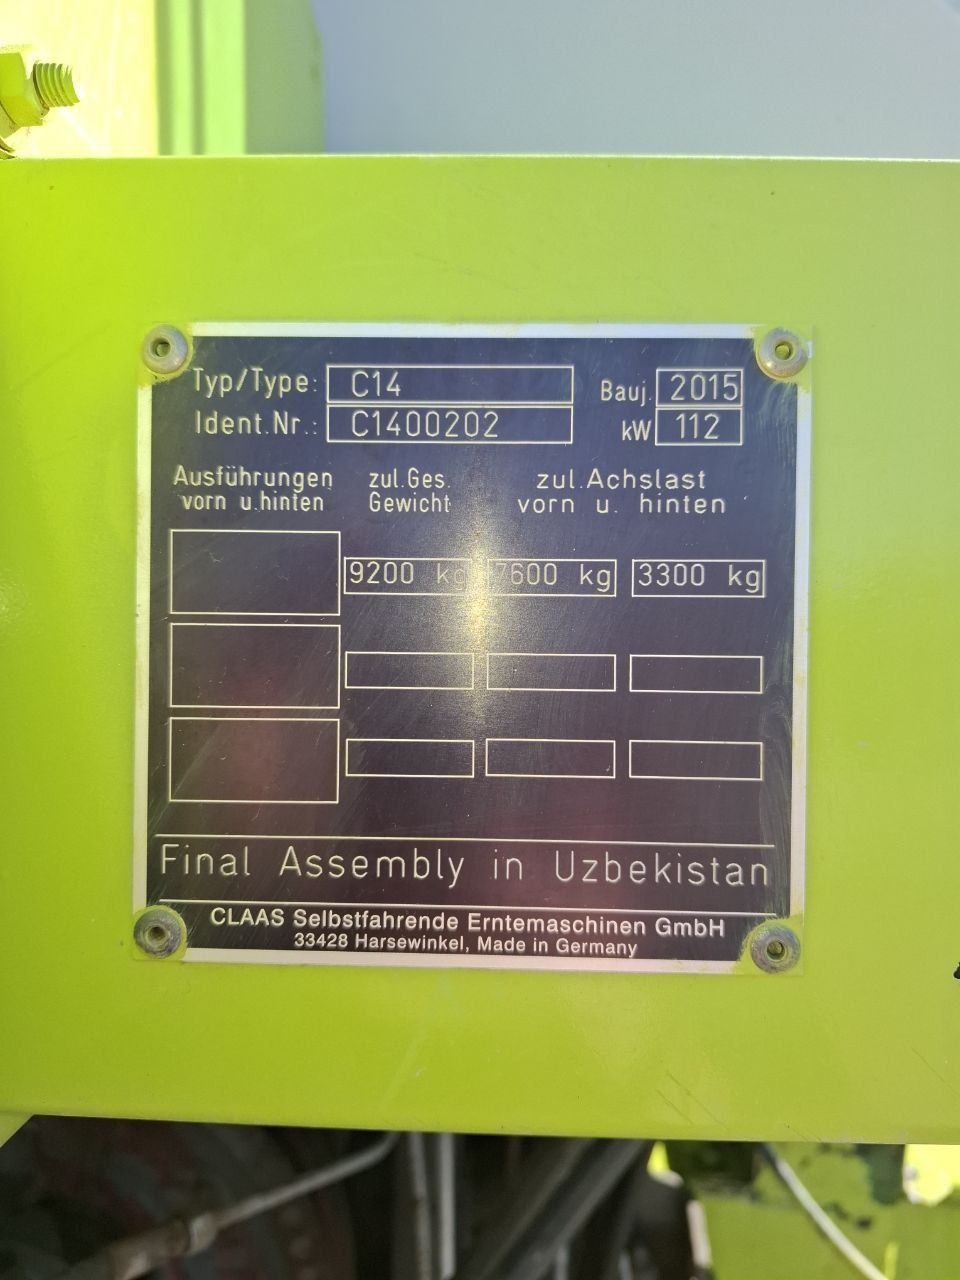 Typ/Type: C14 Bauj. 2015
Ident.Nr.: C1400202 kW 112
Ausführungen zul.Ges. zul.Achslast
vorn u.hinten Gewicht vorn u. hinten
9200 kg 7600 kg 3300 kg
Final Assembly in Uzbekistan
CLAAS Selbstfahrende Erntemaschinen GmbH
33428 Harsewinkel, Made in Germany